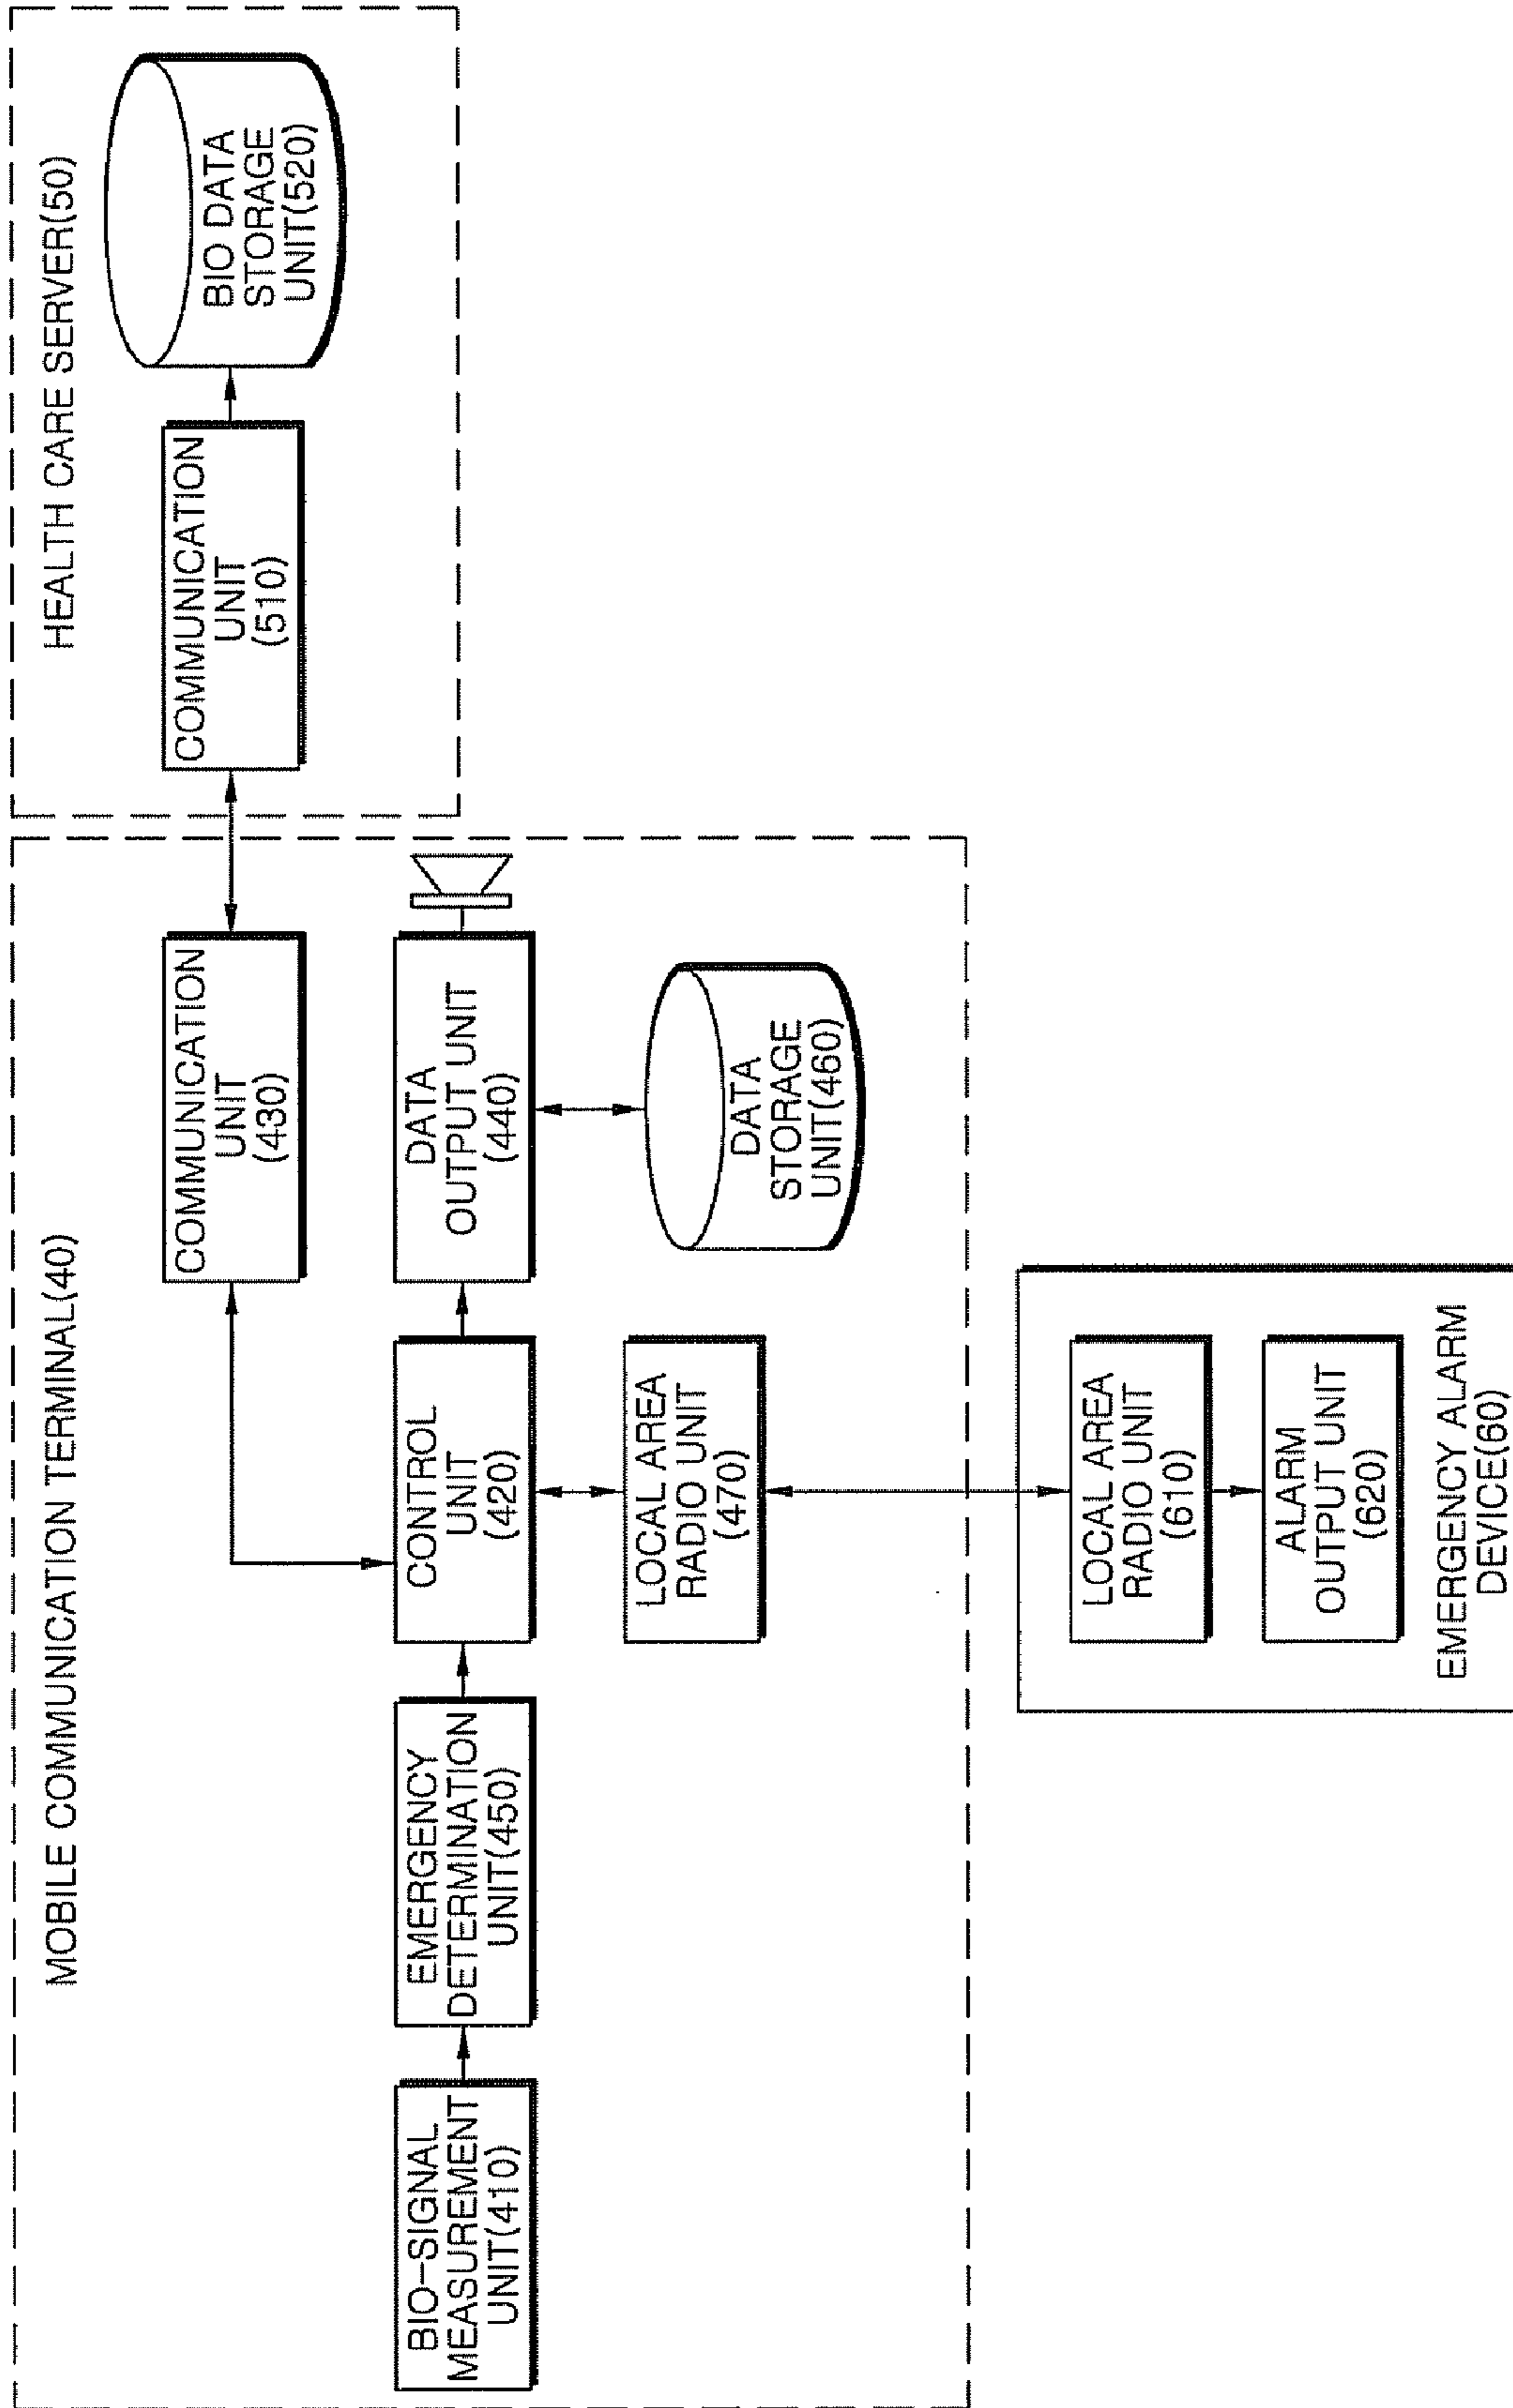 MOBILE COMMUNICATION TERMINAL(40)
BIO-SIGNAL
MEASUREMENT
UNIT(410)
EMERGENCY
DETERMINATION
UNIT(450)
CONTROL
UNIT
(420)
COMMUNICATION
UNIT
(430)
DATA
OUTPUT UNIT
(440)
LOCAL AREA
RADIO UNIT
(470)
DATA
STORAGE
UNIT(460)
HEALTH CARE SERVER(50)
COMMUNICATION
UNIT
(510)
BIO DATA
STORAGE
UNIT(520)
LOCAL AREA
RADIO UNIT
(610)
ALARM
OUTPUT UNIT
(620)
EMERGENCY ALARM
DEVICE(60)